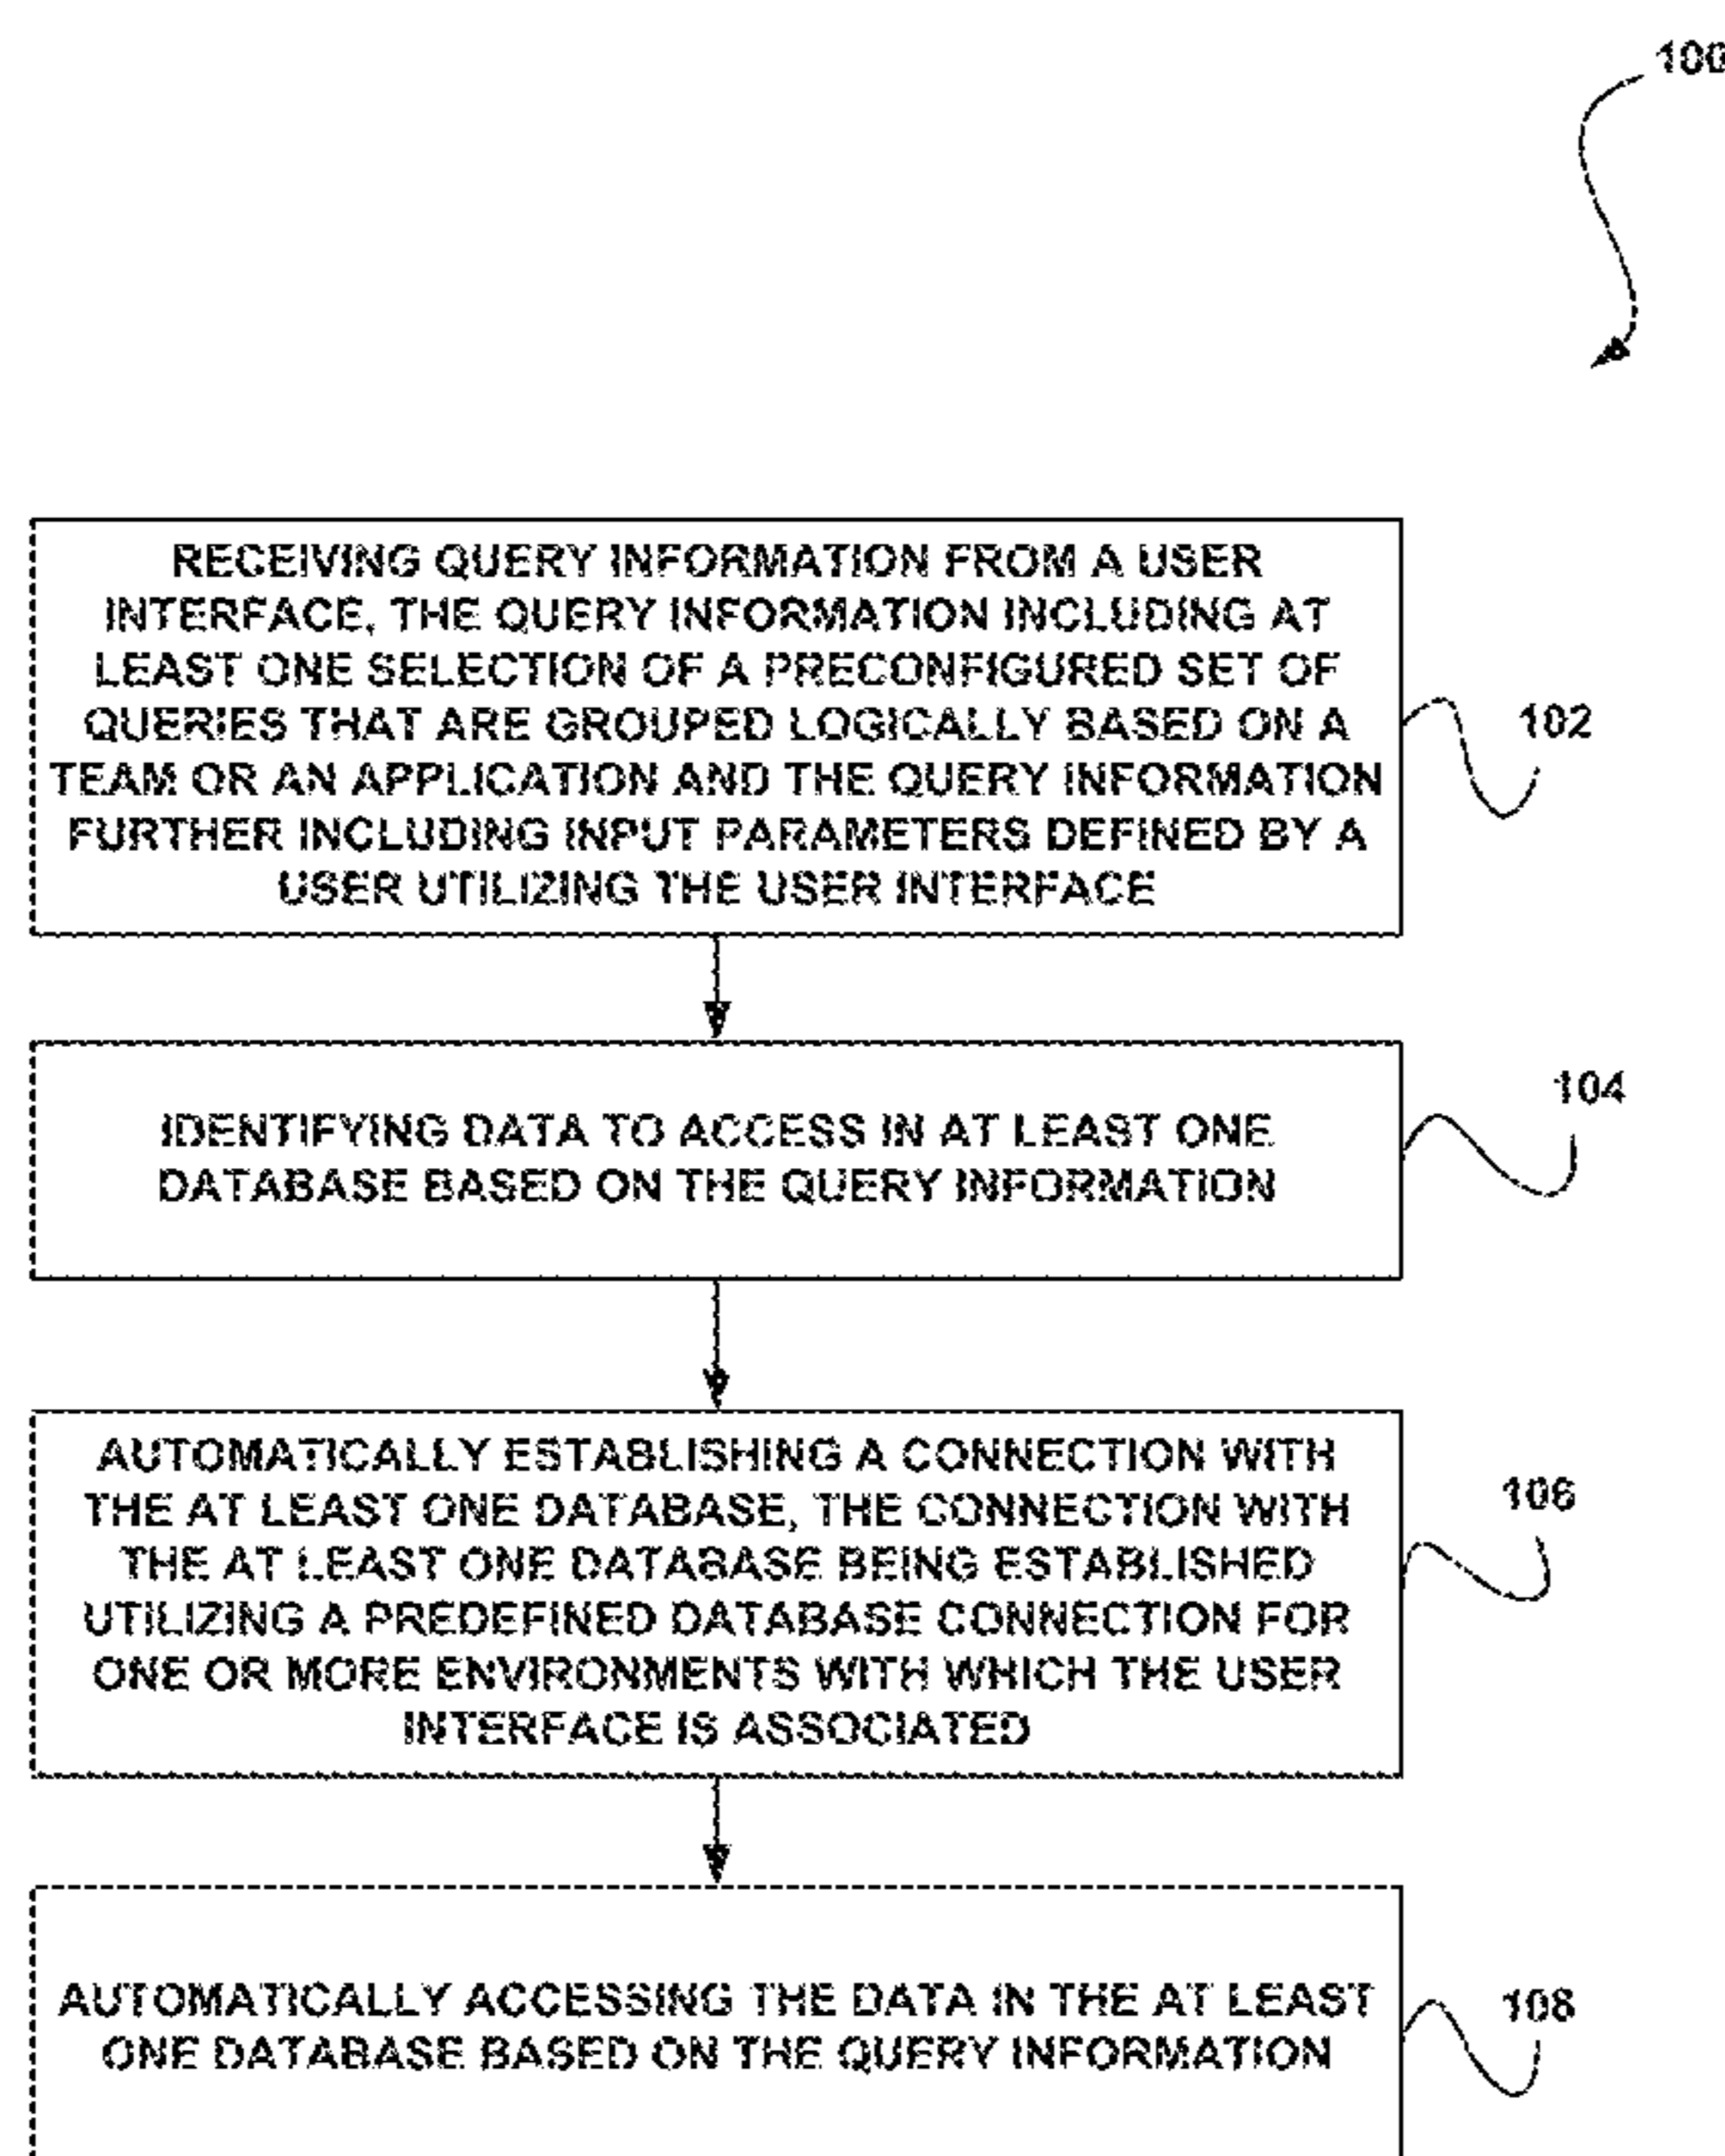 100
RECEIVING QUERY INFORMATION FROM A USER
INTERFACE, THE QUERY INFORMATION INCLUDING AT
LEAST ONE SELECTION OF A PRECONFIGURED SET OF
QUERIES THAT ARE GROUPED LOGICALLY BASED ON A
TEAM OR AN APPLICATION AND THE QUERY INFORMATION
FURTHER INCLUDING INPUT PARAMETERS DEFINED BY A
USER UTILIZING THE USER INTERFACE
102
IDENTIFYING DATA TO ACCESS IN AT LEAST ONE
DATABASE BASED ON THE QUERY INFORMATION
104
AUTOMATICALLY ESTABLISHING A CONNECTION WITH
THE AT LEAST ONE DATABASE, THE CONNECTION WITH
THE AT LEAST ONE DATABASE BEING ESTABLISHED
UTILIZING A PREDEFINED DATABASE CONNECTION FOR
ONE OR MORE ENVIRONMENTS WITH WHICH THE USER
INTERFACE IS ASSOCIATED
106
AUTOMATICALLY ACCESSING THE DATA IN THE AT LEAST
ONE DATABASE BASED ON THE QUERY INFORMATION
108